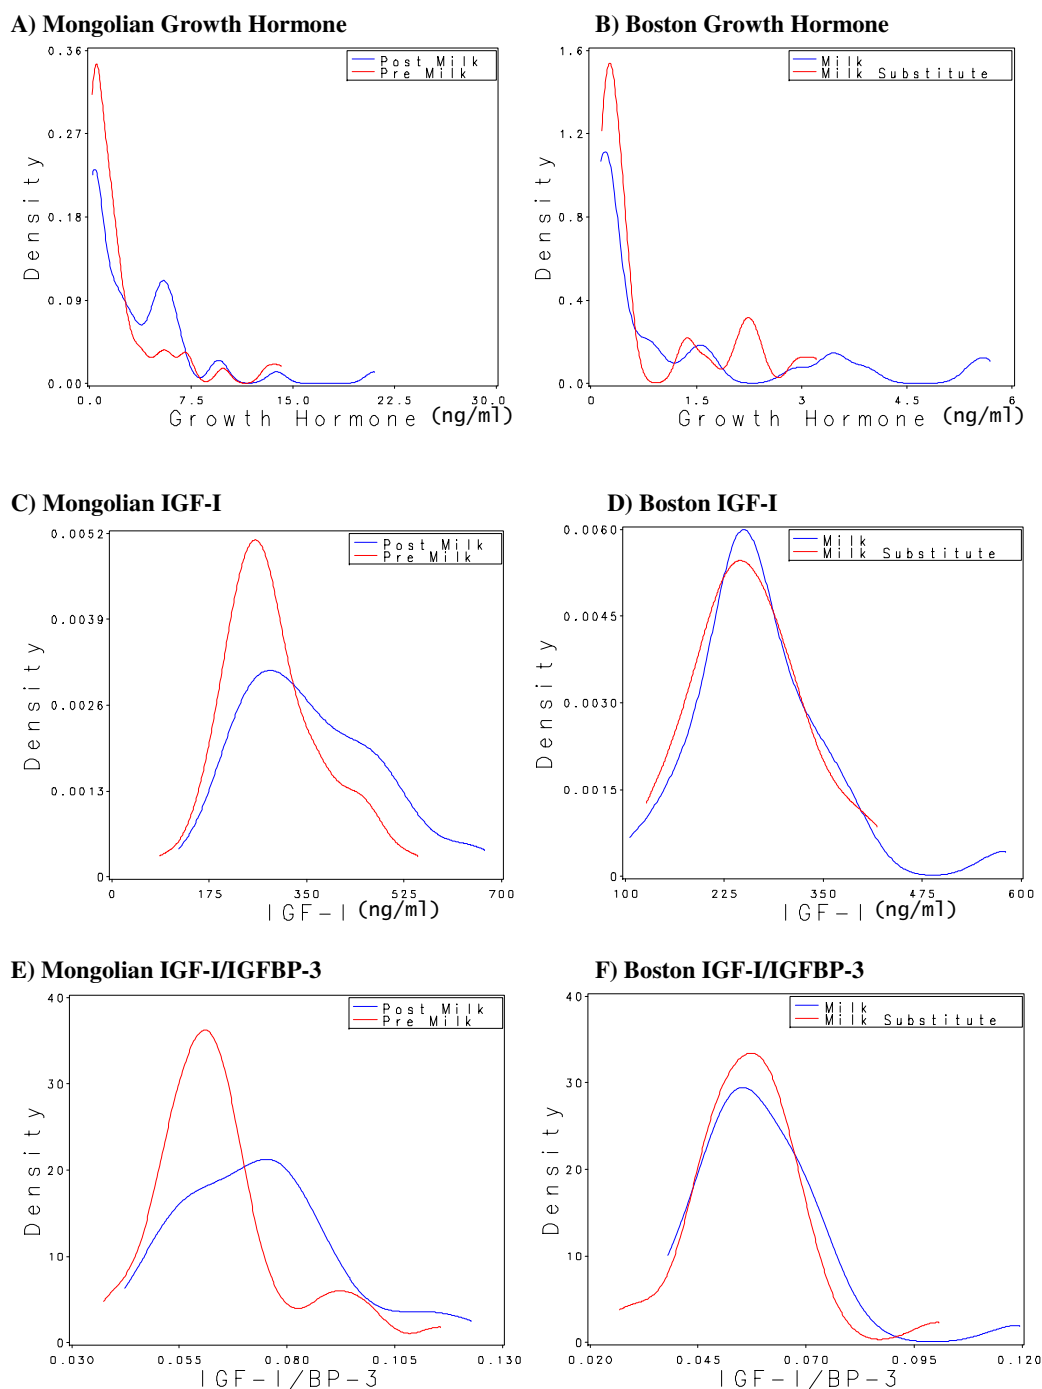 A) Mongolian Growth Hormone
0.36
0.27
0.18
0.09
0.00
Density
Post Milk
Pre Milk
0.0 7.5 15.0 22.5 30.0
Growth Hormone (ng/ml)
B) Boston Growth Hormone
1.6
1.2
0.8
0.4
0.0
Density
Milk
Milk Substitute
0 1.5 3 4.5 6
Growth Hormone (ng/ml)
C) Mongolian IGF-I
0.0052
0.0039
0.0026
0.0013
0
Density
Post Milk
Pre Milk
0 175 350 525 700
IGF-I (ng/ml)
D) Boston IGF-I
0.0060
0.0045
0.0030
0.0015
0
Density
Milk
Milk Substitute
100 225 350 475 600
IGF-I (ng/ml)
E) Mongolian IGF-I/IGFBP-3
40
30
20
10
0
Density
Post Milk
Pre Milk
0.030 0.055 0.080 0.105 0.130
IGF-I/BP-3
F) Boston IGF-I/IGFBP-3
40
30
20
10
0
Density
Milk
Milk Substitute
0.020 0.045 0.070 0.095 0.120
IGF-I/BP-3